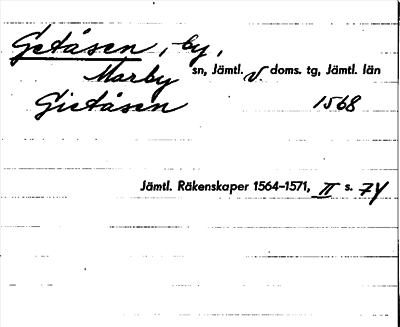 Getåsen, by,
Marby sn, Jämtl. v. doms. tg, Jämtl. län
Gietåsen 1568
Jämtl. Räkenskaper 1564–1571, II s. 74